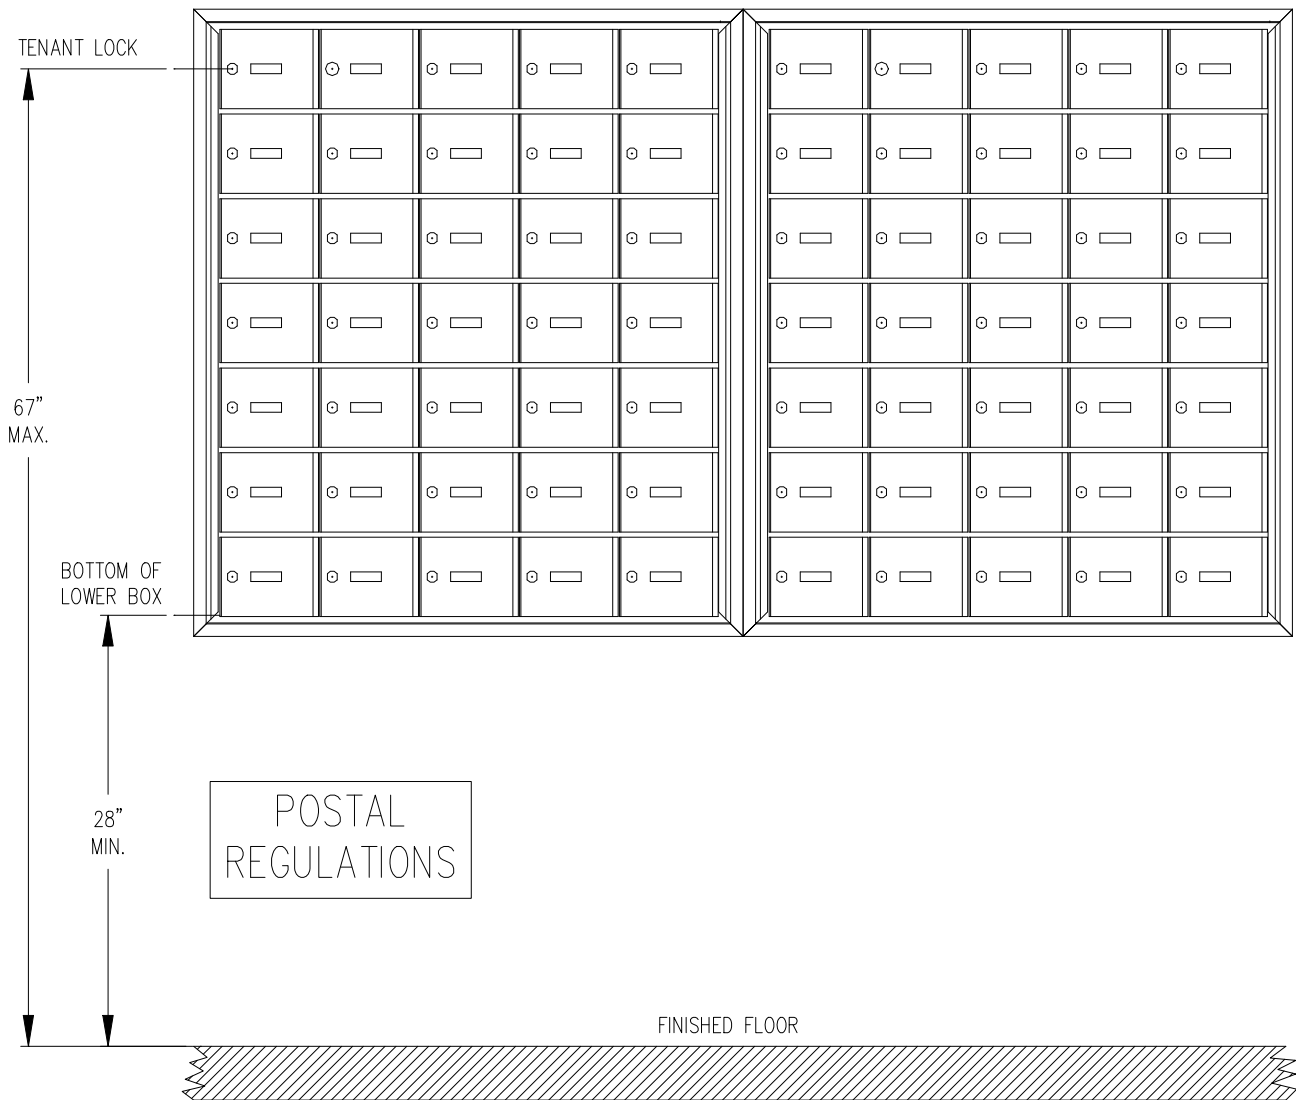 TENANT LOCK
67”
MAX.
BOTTOM OF
LOWER BOX
28”
MIN.
POSTAL
REGULATIONS
FINISHED FLOOR